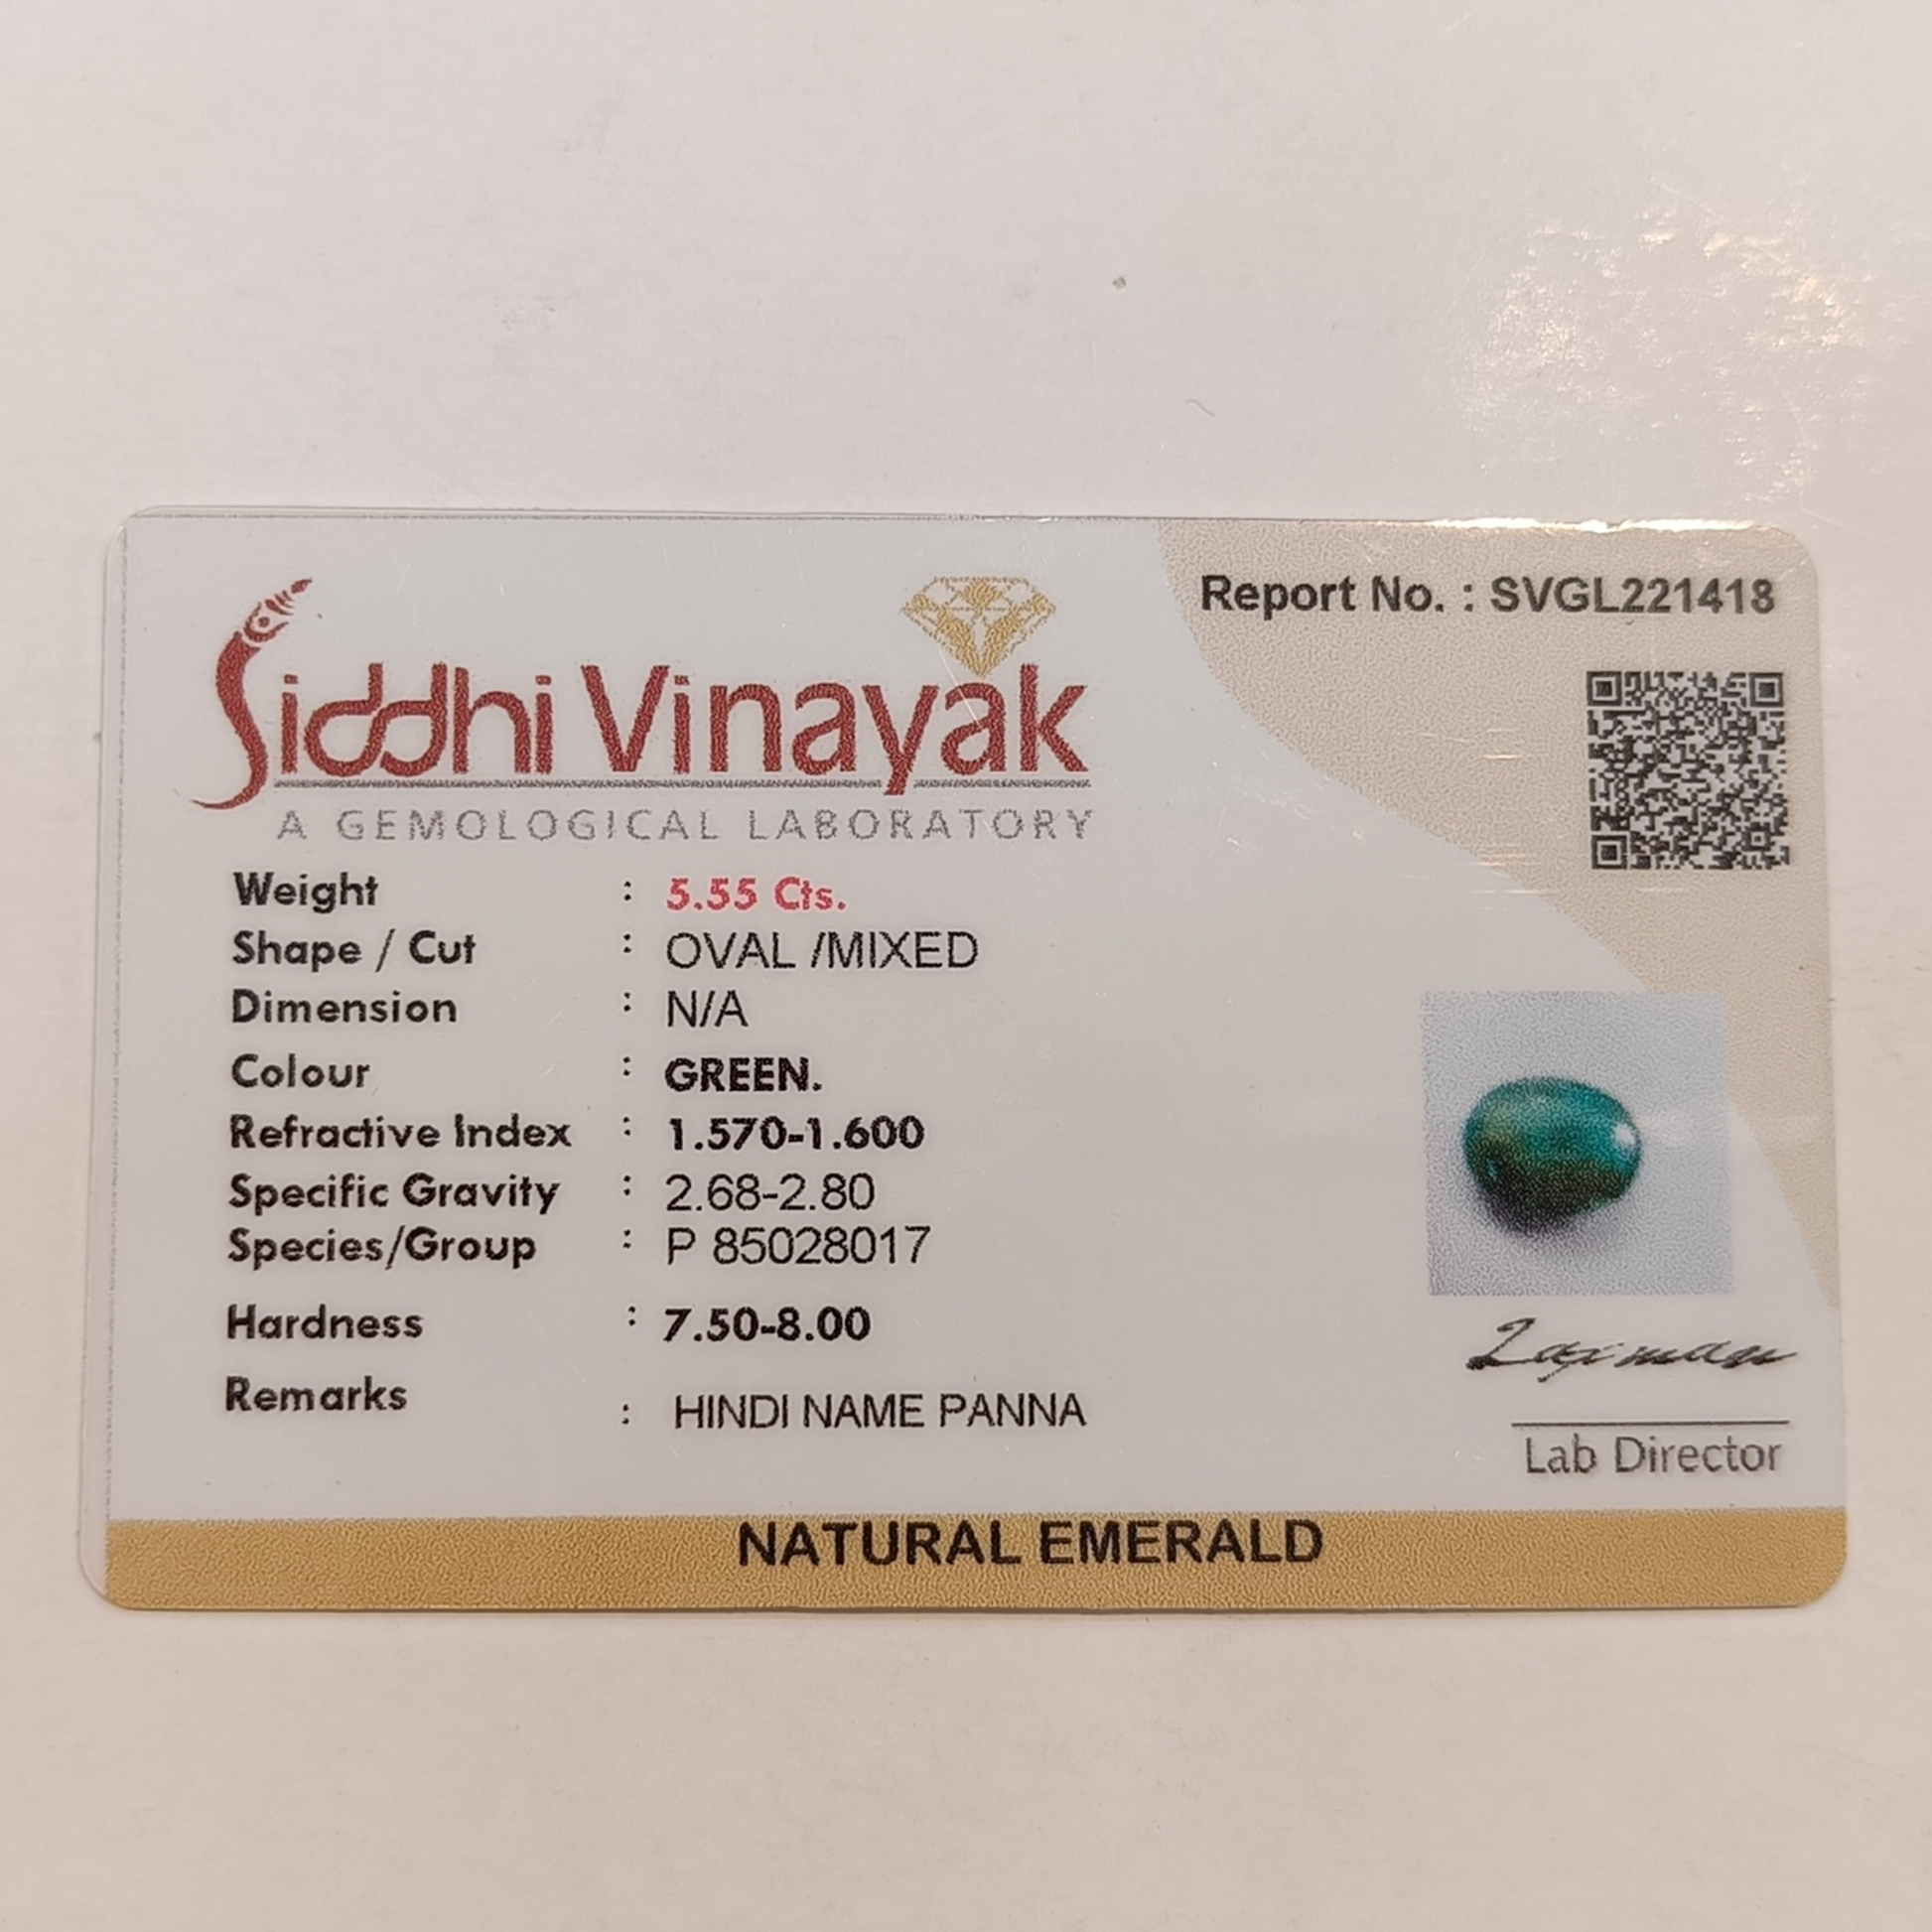 Report No. : SVGL221418
Siddhi Vinayak
A GEMOLOGICAL LABORATORY
Weight : 5.55 Cts.
Shape / Cut : OVAL /MIXED
Dimension : N/A
Colour : GREEN.
Refractive Index : 1.570-1.600
Specific Gravity : 2.68-2.80
Species/Group : P 85028017
Hardness : 7.50-8.00
Remarks : HINDI NAME PANNA
Laxman
Lab Director
NATURAL EMERALD